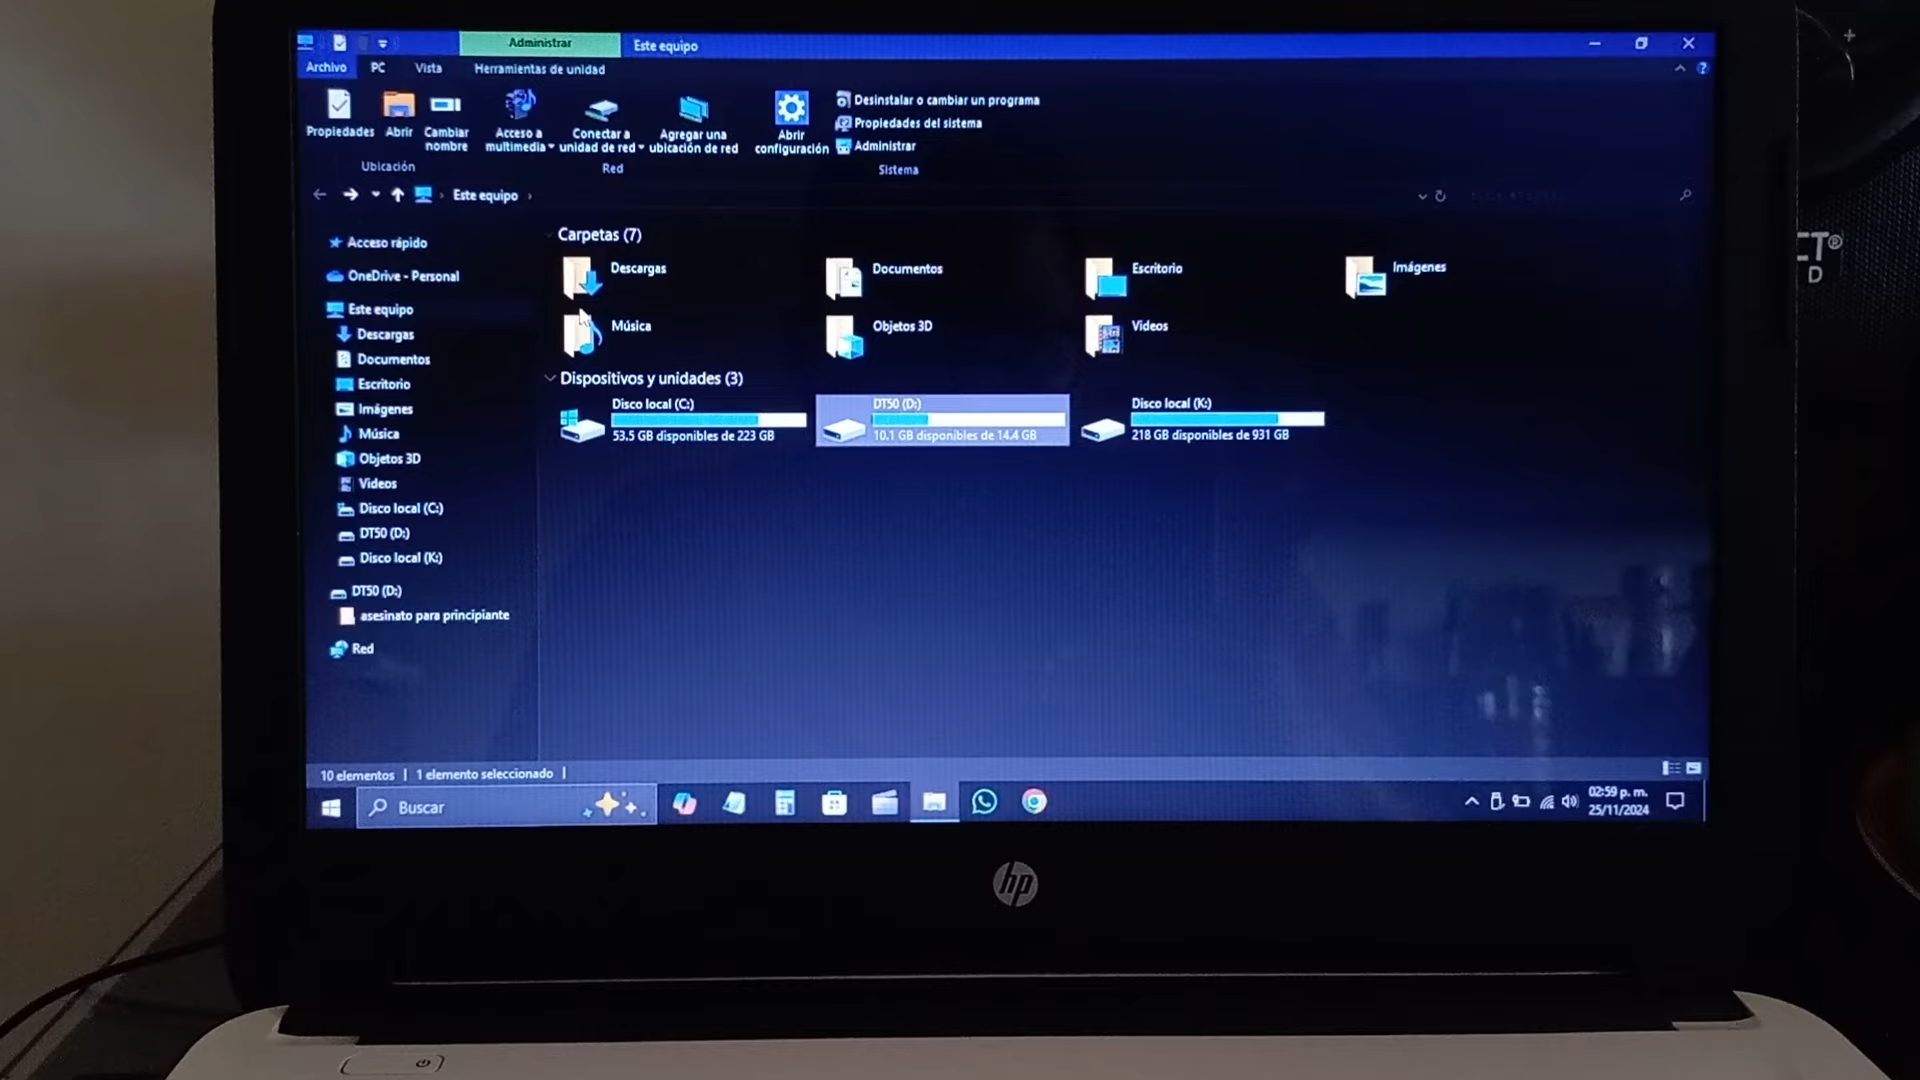 Administrar
Este equipo
Archivo
PC
Vista
Herramientas de unidad
Propiedades
Abrir
Cambiar
nombre
Acceso a
multimedia
Conectar a
unidad de red
Agregar una
ubicación de red
Abrir
configuración
Desinstalar o cambiar un programa
Propiedades del sistema
Administrar
Ubicación
Red
Sistema
Este equipo
Acceso rápido
OneDrive - Personal
Este equipo
Descargas
Documentos
Escritorio
Imágenes
Música
Objetos 3D
Videos
Disco local (C:)
DT50 (D:)
Disco local (K:)
DT50 (D:)
asesinato para principiante
Red
Carpetas (7)
Descargas
Documentos
Escritorio
Imágenes
Música
Objetos 3D
Videos
Dispositivos y unidades (3)
Disco local (C:)
53.5 GB disponibles de 223 GB
DT50 (D:)
10.1 GB disponibles de 14.4 GB
Disco local (K:)
218 GB disponibles de 931 GB
10 elementos
1 elemento seleccionado
Buscar
02:59 p. m.
25/11/2024
hp
CT®
D